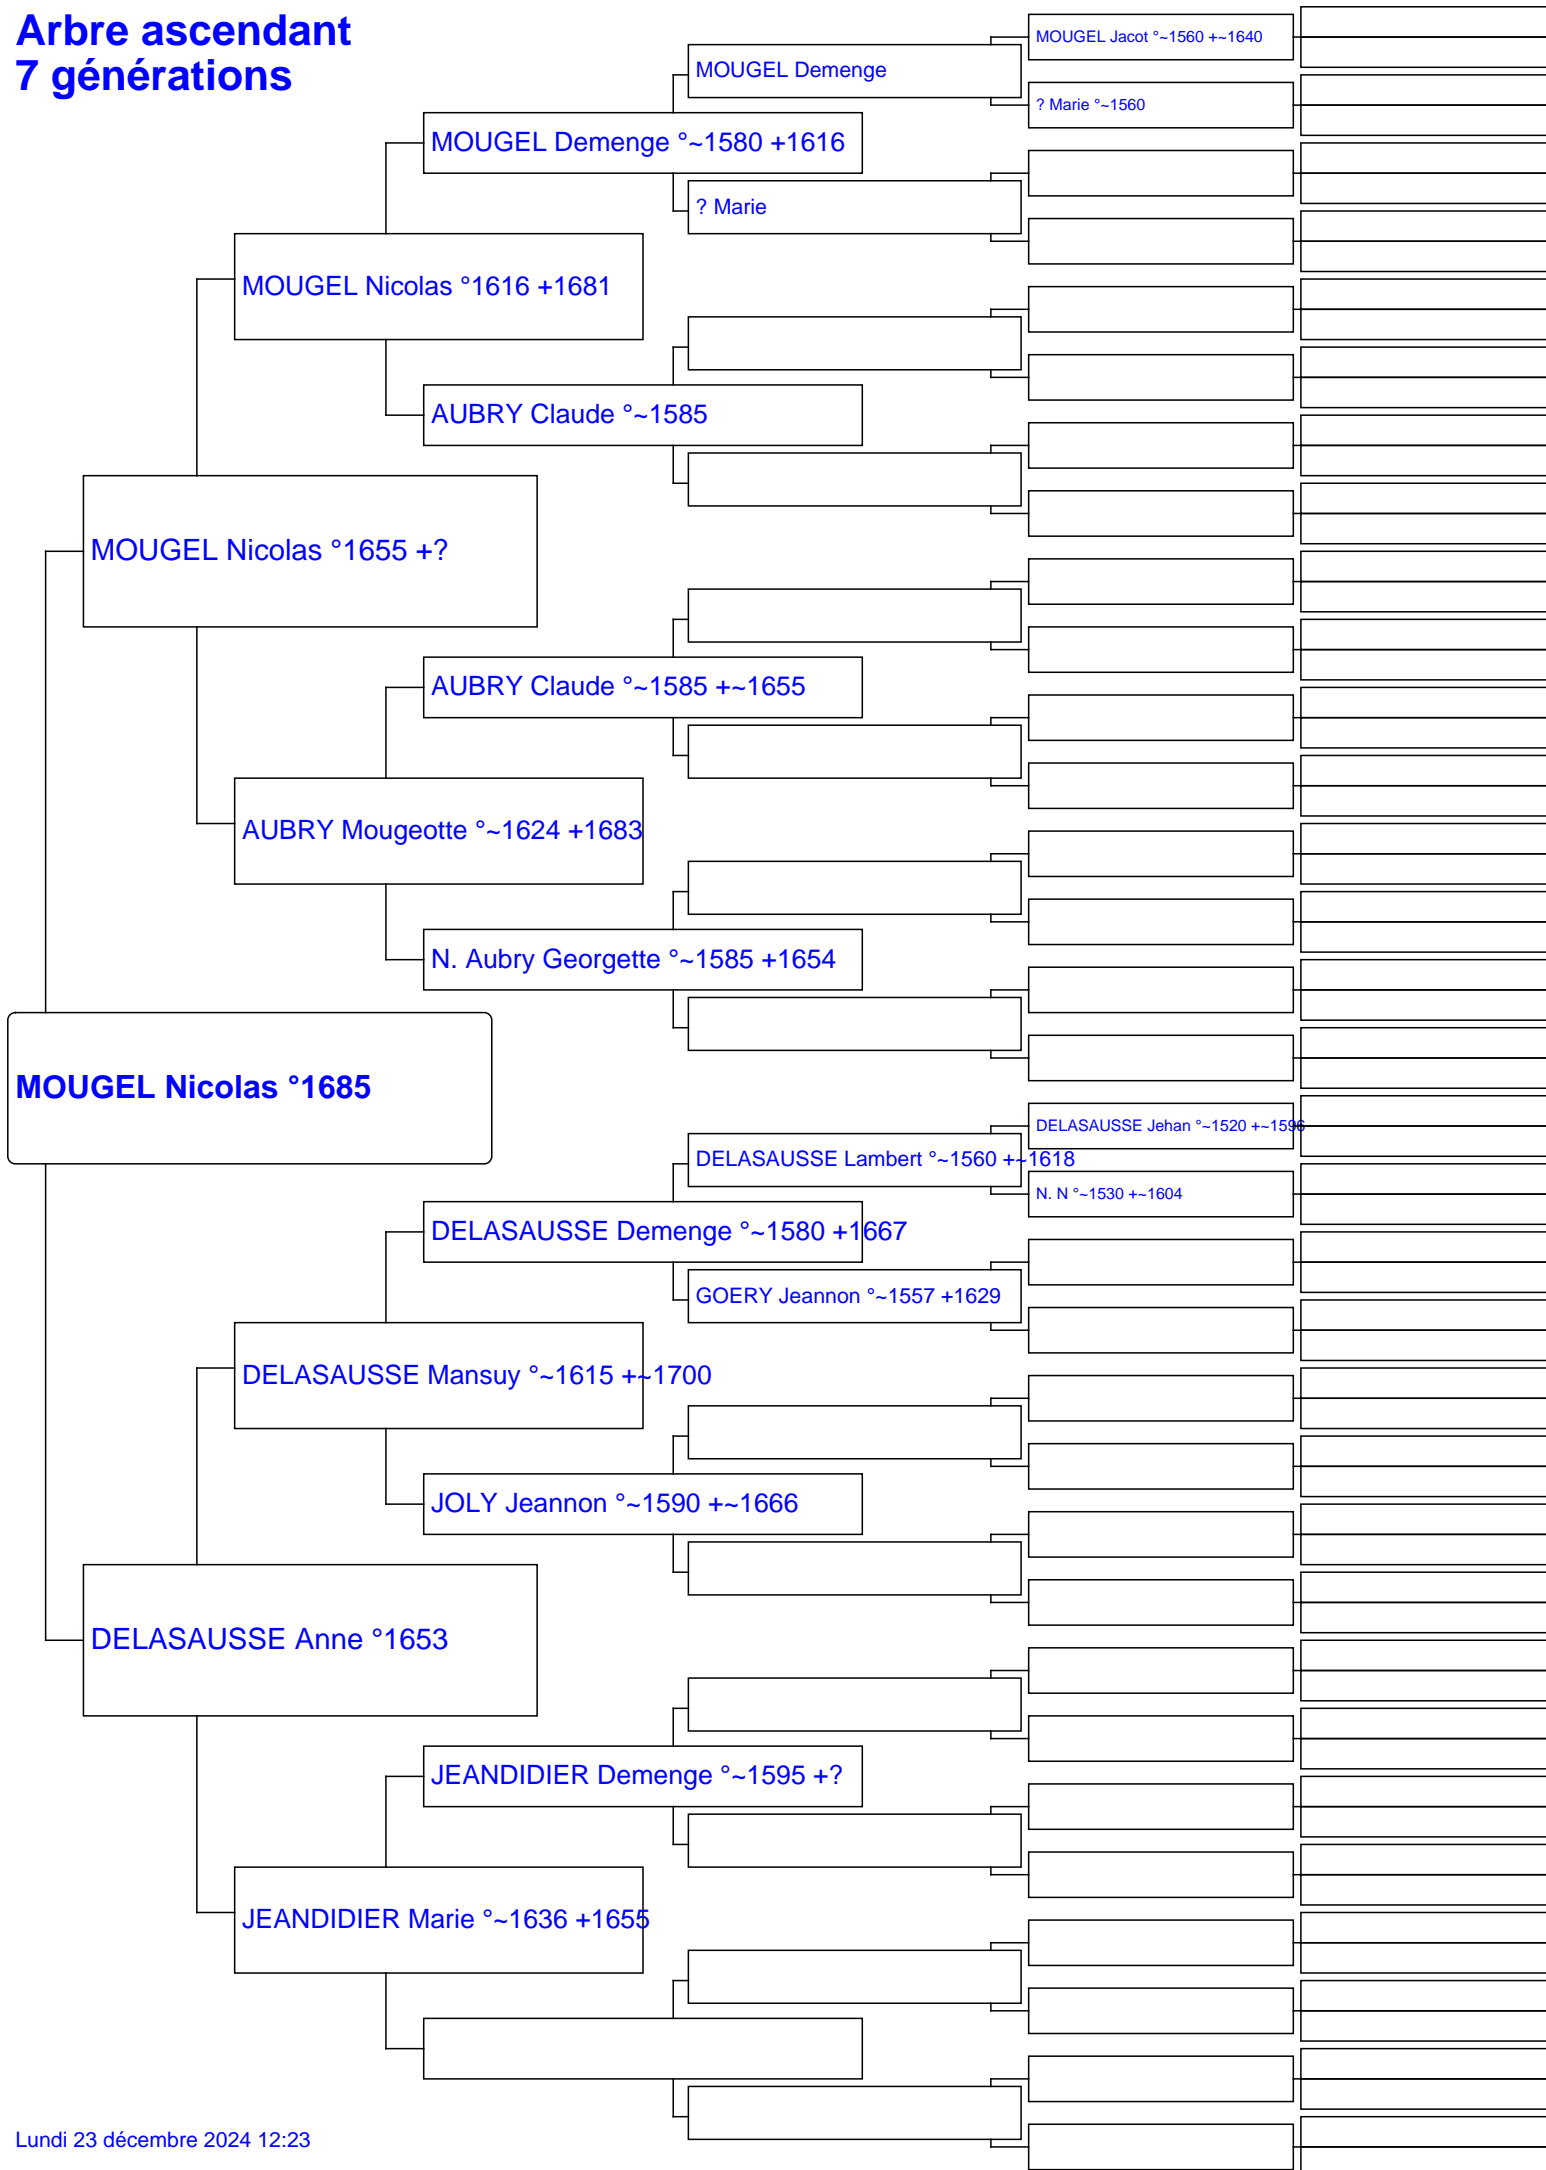 Arbre ascendant
7 générations
MOUGEL Jacot °~1560 +~1640
MOUGEL Demenge
? Marie °~1560
MOUGEL Demenge °~1580 +1616
? Marie
MOUGEL Nicolas °1616 +1681
AUBRY Claude °~1585
MOUGEL Nicolas °1655 +?
AUBRY Claude °~1585 +~1655
AUBRY Mougeotte °~1624 +1683
N. Aubry Georgette °~1585 +1654
MOUGEL Nicolas °1685
DELASAUSSE Jehan °~1520 +~1596
DELASAUSSE Lambert °~1560 +~1618
N. N °~1530 +~1604
DELASAUSSE Demenge °~1580 +1667
GOERY Jeannon °~1557 +1629
DELASAUSSE Mansuy °~1615 +~1700
JOLY Jeannon °~1590 +~1666
DELASAUSSE Anne °1653
JEANDIDIER Demenge °~1595 +?
JEANDIDIER Marie °~1636 +1655
Lundi 23 décembre 2024 12:23